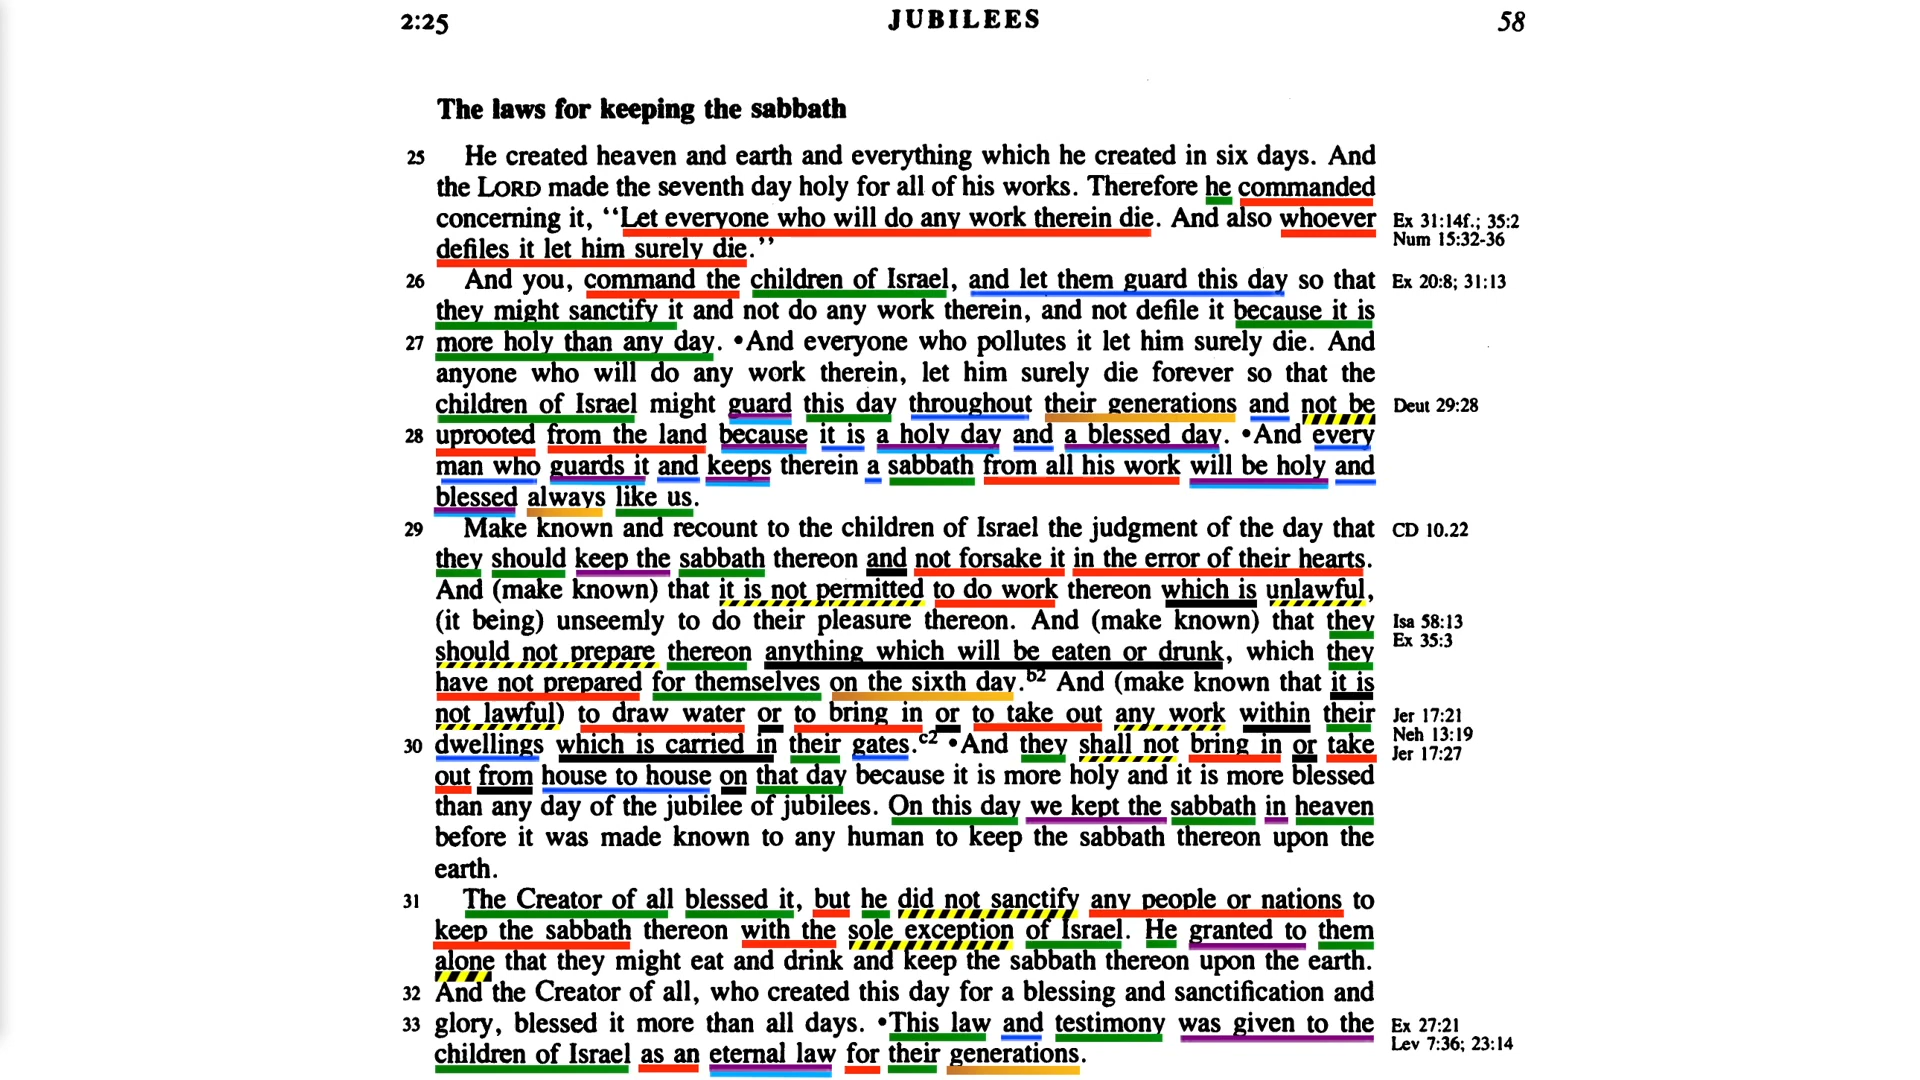 2:25 JUBILEES 58
The laws for keeping the sabbath
25 He created heaven and earth and everything which he created in six days. And
the LORD made the seventh day holy for all of his works. Therefore he commanded
concerning it, “Let everyone who will do any work therein die. And also whoever Ex 31:14f.; 35:2
defiles it let him surely die.” Num 15:32-36
26 And you, command the children of Israel, and let them guard this day so that Ex 20:8; 31:13
they might sanctify it and not do any work therein, and not defile it because it is
27 more holy than any day. •And everyone who pollutes it let him surely die. And
anyone who will do any work therein, let him surely die forever so that the
children of Israel might guard this day throughout their generations and not be Deut 29:28
28 uprooted from the land because it is a holy day and a blessed day. •And every
man who guards it and keeps therein a sabbath from all his work will be holy and
blessed always like us.
29 Make known and recount to the children of Israel the judgment of the day that CD 10.22
they should keep the sabbath thereon and not forsake it in the error of their hearts.
And (make known) that it is not permitted to do work thereon which is unlawful,
(it being) unseemly to do their pleasure thereon. And (make known) that they Isa 58:13
should not prepare thereon anything which will be eaten or drunk, which they Ex 35:3
have not prepared for themselves on the sixth day.b2 And (make known that it is
not lawful) to draw water or to bring in or to take out any work within their Jer 17:21
30 dwellings which is carried in their gates.c2 •And they shall not bring in or take Neh 13:19
Jer 17:27
out from house to house on that day because it is more holy and it is more blessed
than any day of the jubilee of jubilees. On this day we kept the sabbath in heaven
before it was made known to any human to keep the sabbath thereon upon the
earth.
31 The Creator of all blessed it, but he did not sanctify any people or nations to
keep the sabbath thereon with the sole exception of Israel. He granted to them
alone that they might eat and drink and keep the sabbath thereon upon the earth.
32 And the Creator of all, who created this day for a blessing and sanctification and
33 glory, blessed it more than all days. •This law and testimony was given to the Ex 27:21
children of Israel as an eternal law for their generations. Lev 7:36; 23:14